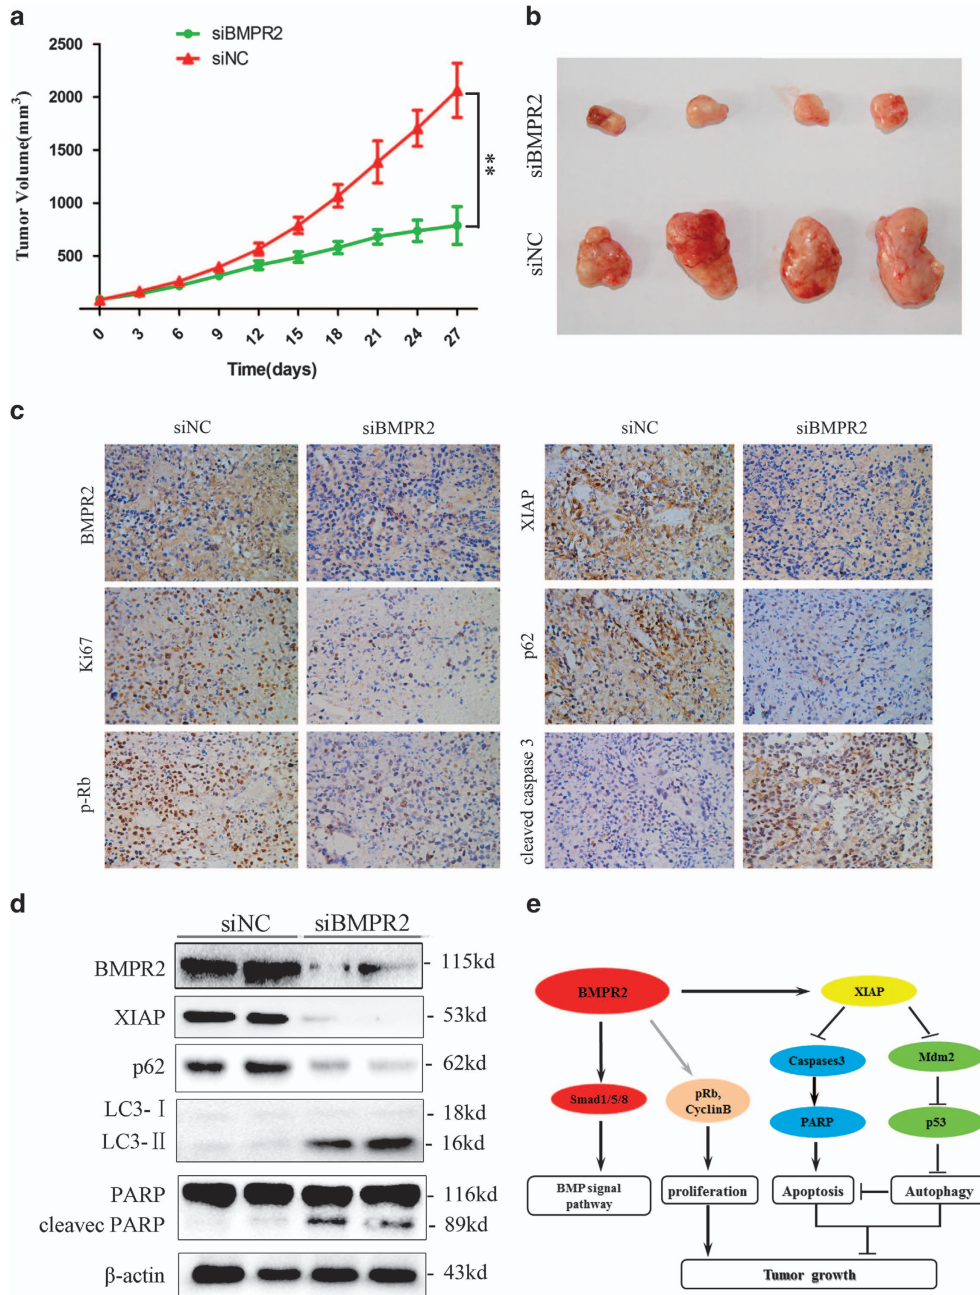 a
siBMPR2
siNC
2500
2000
1500
1000
500
Tumor Volume(mm³)
**
0 3 6 9 12 15 18 21 24 27
Time(days)
b
siBMPR2
siNC
c
siNC siBMPR2
BMPR2
Ki67
p-Rb
siNC siBMPR2
XIAP
p62
cleaved caspase 3
d
siNC siBMPR2
BMPR2 - 115kd
XIAP - 53kd
p62 - 62kd
LC3-Ⅰ - 18kd
LC3-Ⅱ - 16kd
PARP - 116kd
cleavec PARP - 89kd
β-actin - 43kd
e
BMPR2 XIAP
Caspases3 Mdm2
Smad1/5/8 pRb,
CyclinB
PARP p53
BMP signal
pathway
proliferation Apoptosis Autophagy
Tumor growth